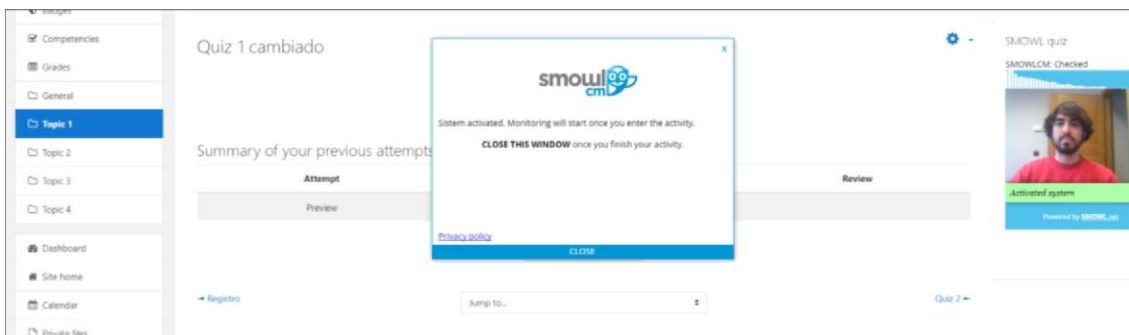 Badges
Competencies
Grades
General
Topic 1
Topic 2
Topic 3
Topic 4
Dashboard
Site home
Calendar
Private files
Quiz 1 cambiado
Summary of your previous attempts
Attempt
Review
Preview
Registro
Jump to...
Quiz 2
x
smowl
cm
Sistem activated. Monitoring will start once you enter the activity.
CLOSE THIS WINDOW once you finish your activity.
Privacy policy
CLOSE
SMOWL quiz
SMOWLCM: Checked
Activated system
Powered by SMOWL.net